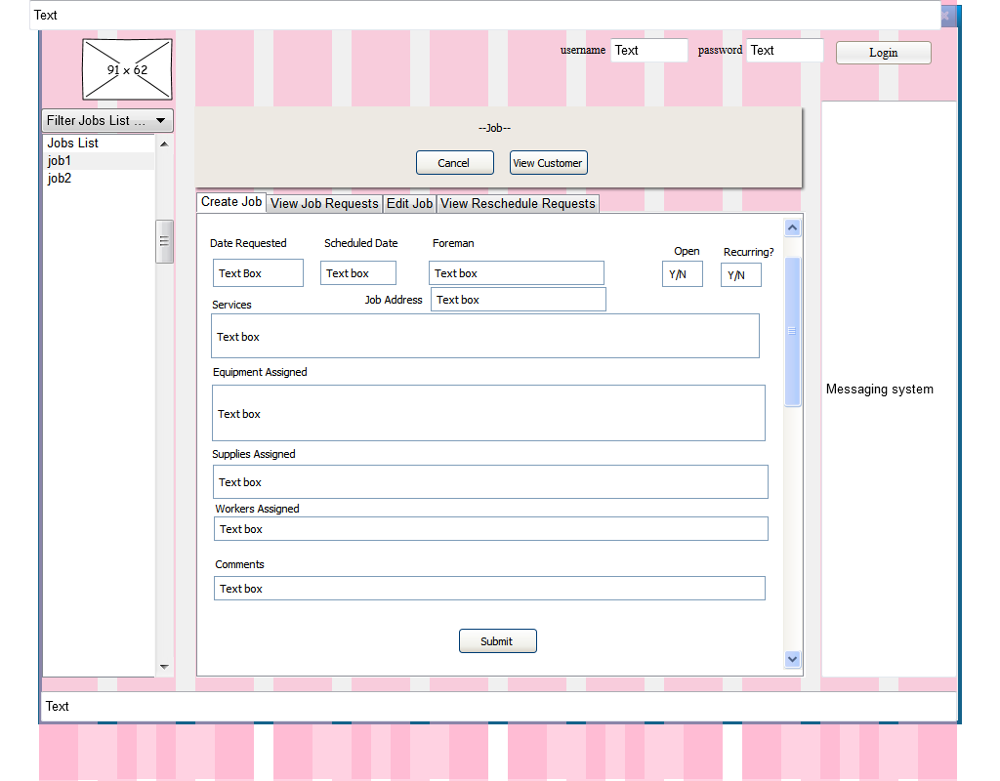 Text
username Text password Text Login
91 x 62
Filter Jobs List ...
Jobs List
job1
job2
--Job--
Cancel View Customer
Create Job View Job Requests Edit Job View Reschedule Requests
Date Requested Scheduled Date Foreman Open Recurring?
Text Box Text box Text box Y/N Y/N
Job Address Text box
Services
Text box
Equipment Assigned
Text box
Supplies Assigned
Text box
Workers Assigned
Text box
Comments
Text box
Submit
Messaging system
Text